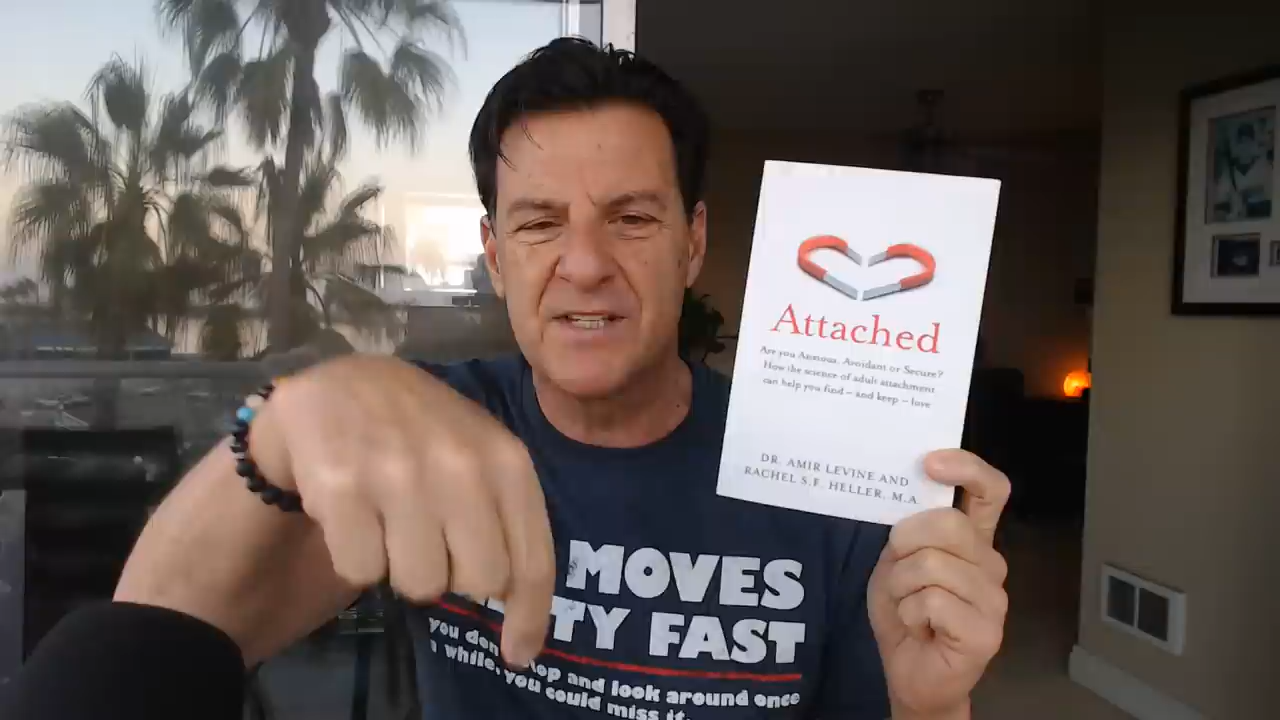 Attached
Are you Anxious, Avoidant or Secure?
How the science of adult attachment
can help you find – and keep – love
DR. AMIR LEVINE AND
RACHEL S.F. HELLER, M.A.
MOVES
TY FAST
you don op and look around once
while, you could miss it.